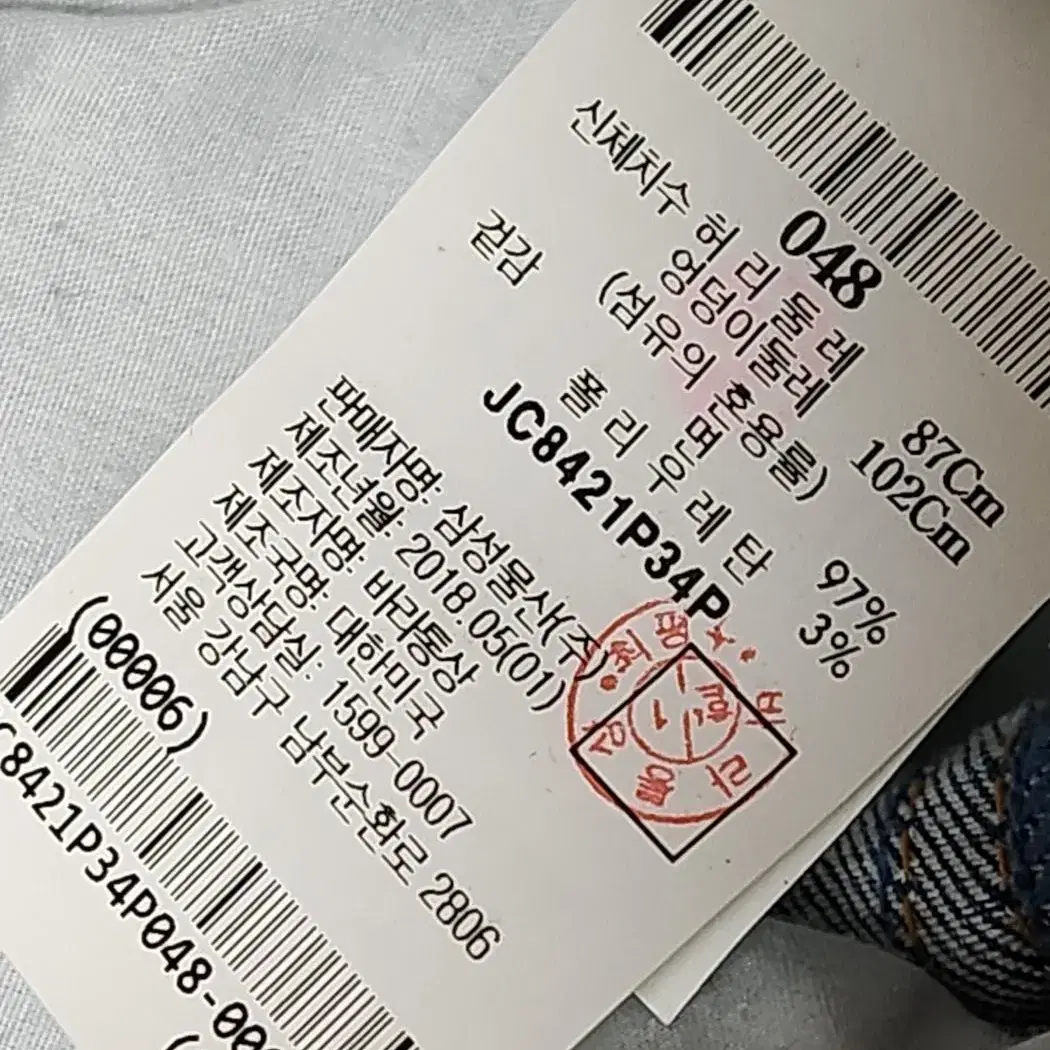 048
신체치수 허 리 둘 레 87Cm
엉덩이둘레 102Cm
(섬유의 혼용률)
겉감 면 97%
폴 리 우 레 탄 3%
JC8421P34P
판매자명: 삼성물산(주)
제조년월: 2018.05(01)
제조자명: 바리통상
제조국명: 대한민국
고객상담실: 1599-0007
서울 강남구 남부순환로 2806
(00006)
C8421P34P048-00